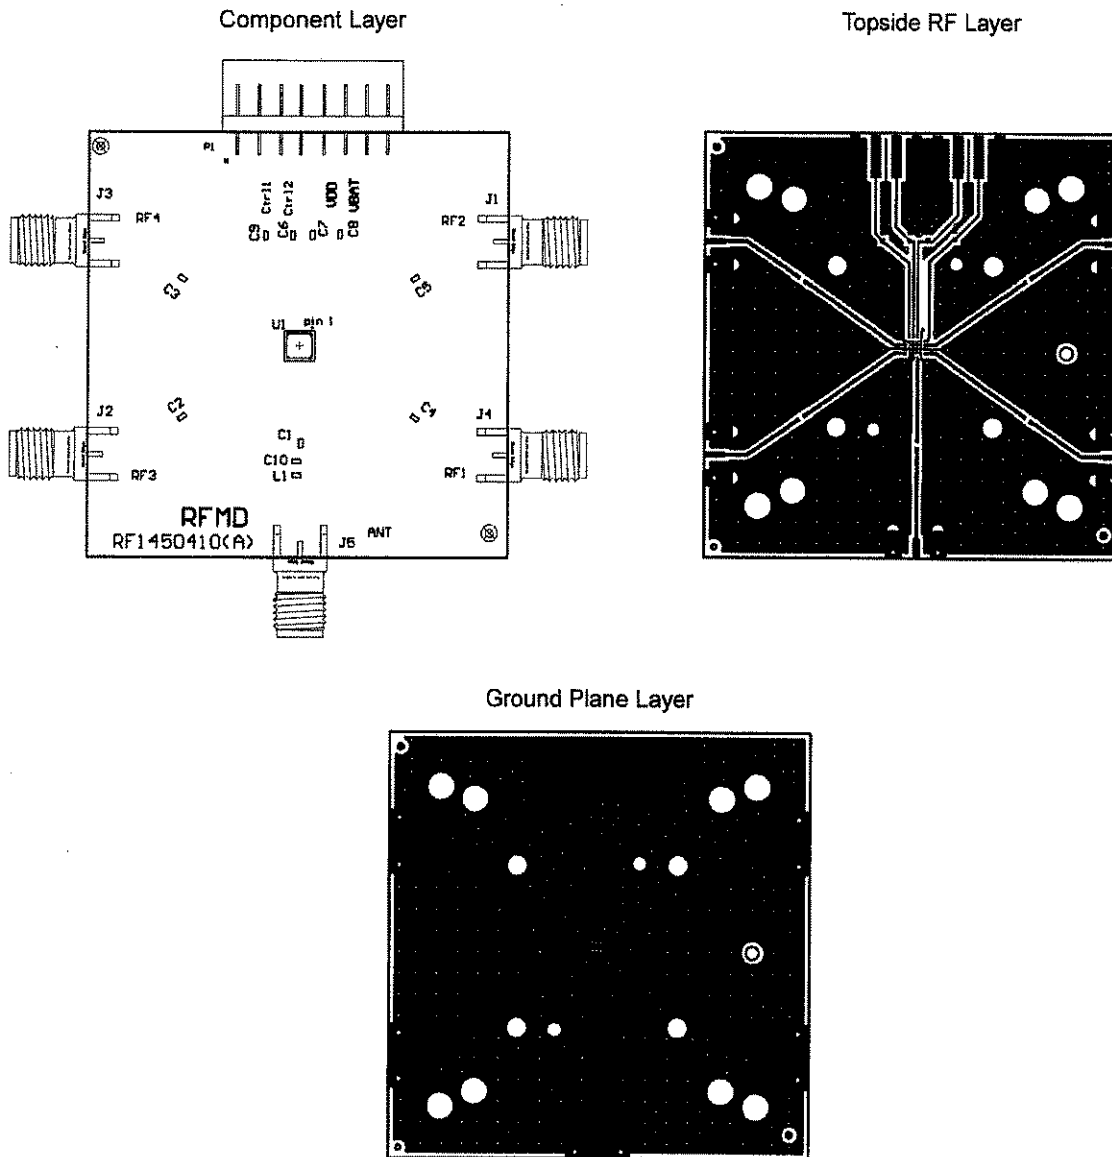 Component Layer
Topside RF Layer
P1
J3
RF4
Ctrl1
Ctrl2
VDD
VBAT
J1
RF2
C9
C6
C7
C8
C3
C5
U1
pin 1
J2
C2
RF3
C1
C10
L1
C4
J4
RF1
RFMD
RF1450410(A)
ANT
J5
Ground Plane Layer